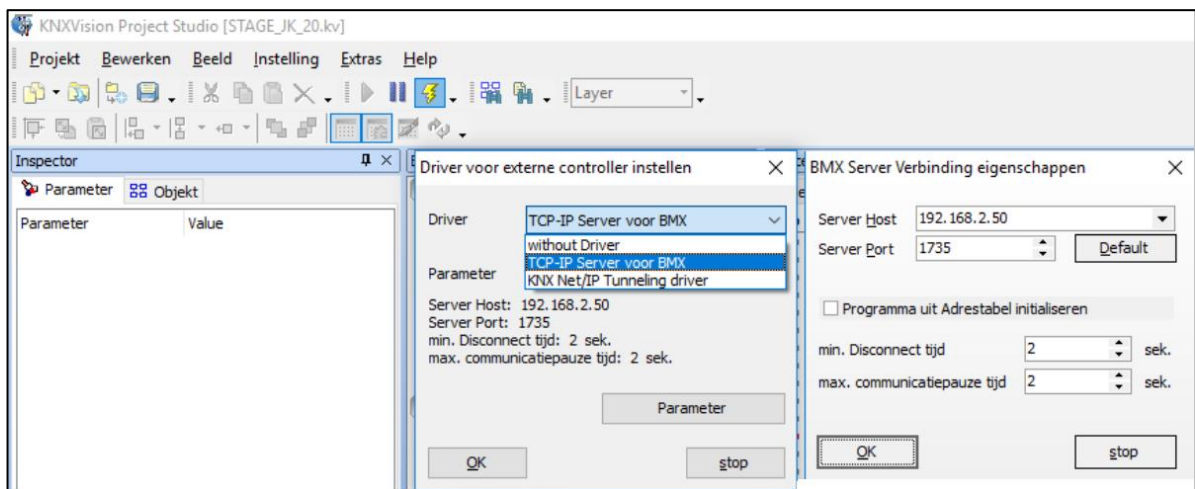 KNXVision Project Studio [STAGE_JK_20.kv]
Projekt Bewerken Beeld Instelling Extras Help
Layer
Inspector
Parameter Objekt
Parameter Value
Driver voor externe controller instellen
Driver TCP-IP Server voor BMX
without Driver
TCP-IP Server voor BMX
KNX Net/IP Tunneling driver
Parameter
Server Host: 192.168.2.50
Server Port: 1735
min. Disconnect tijd: 2 sek.
max. communicatiepauze tijd: 2 sek.
Parameter
OK stop
BMX Server Verbinding eigenschappen
Server Host 192.168.2.50
Server Port 1735 Default
Programma uit Adrestabel initialiseren
min. Disconnect tijd 2 sek.
max. communicatiepauze tijd 2 sek.
OK stop